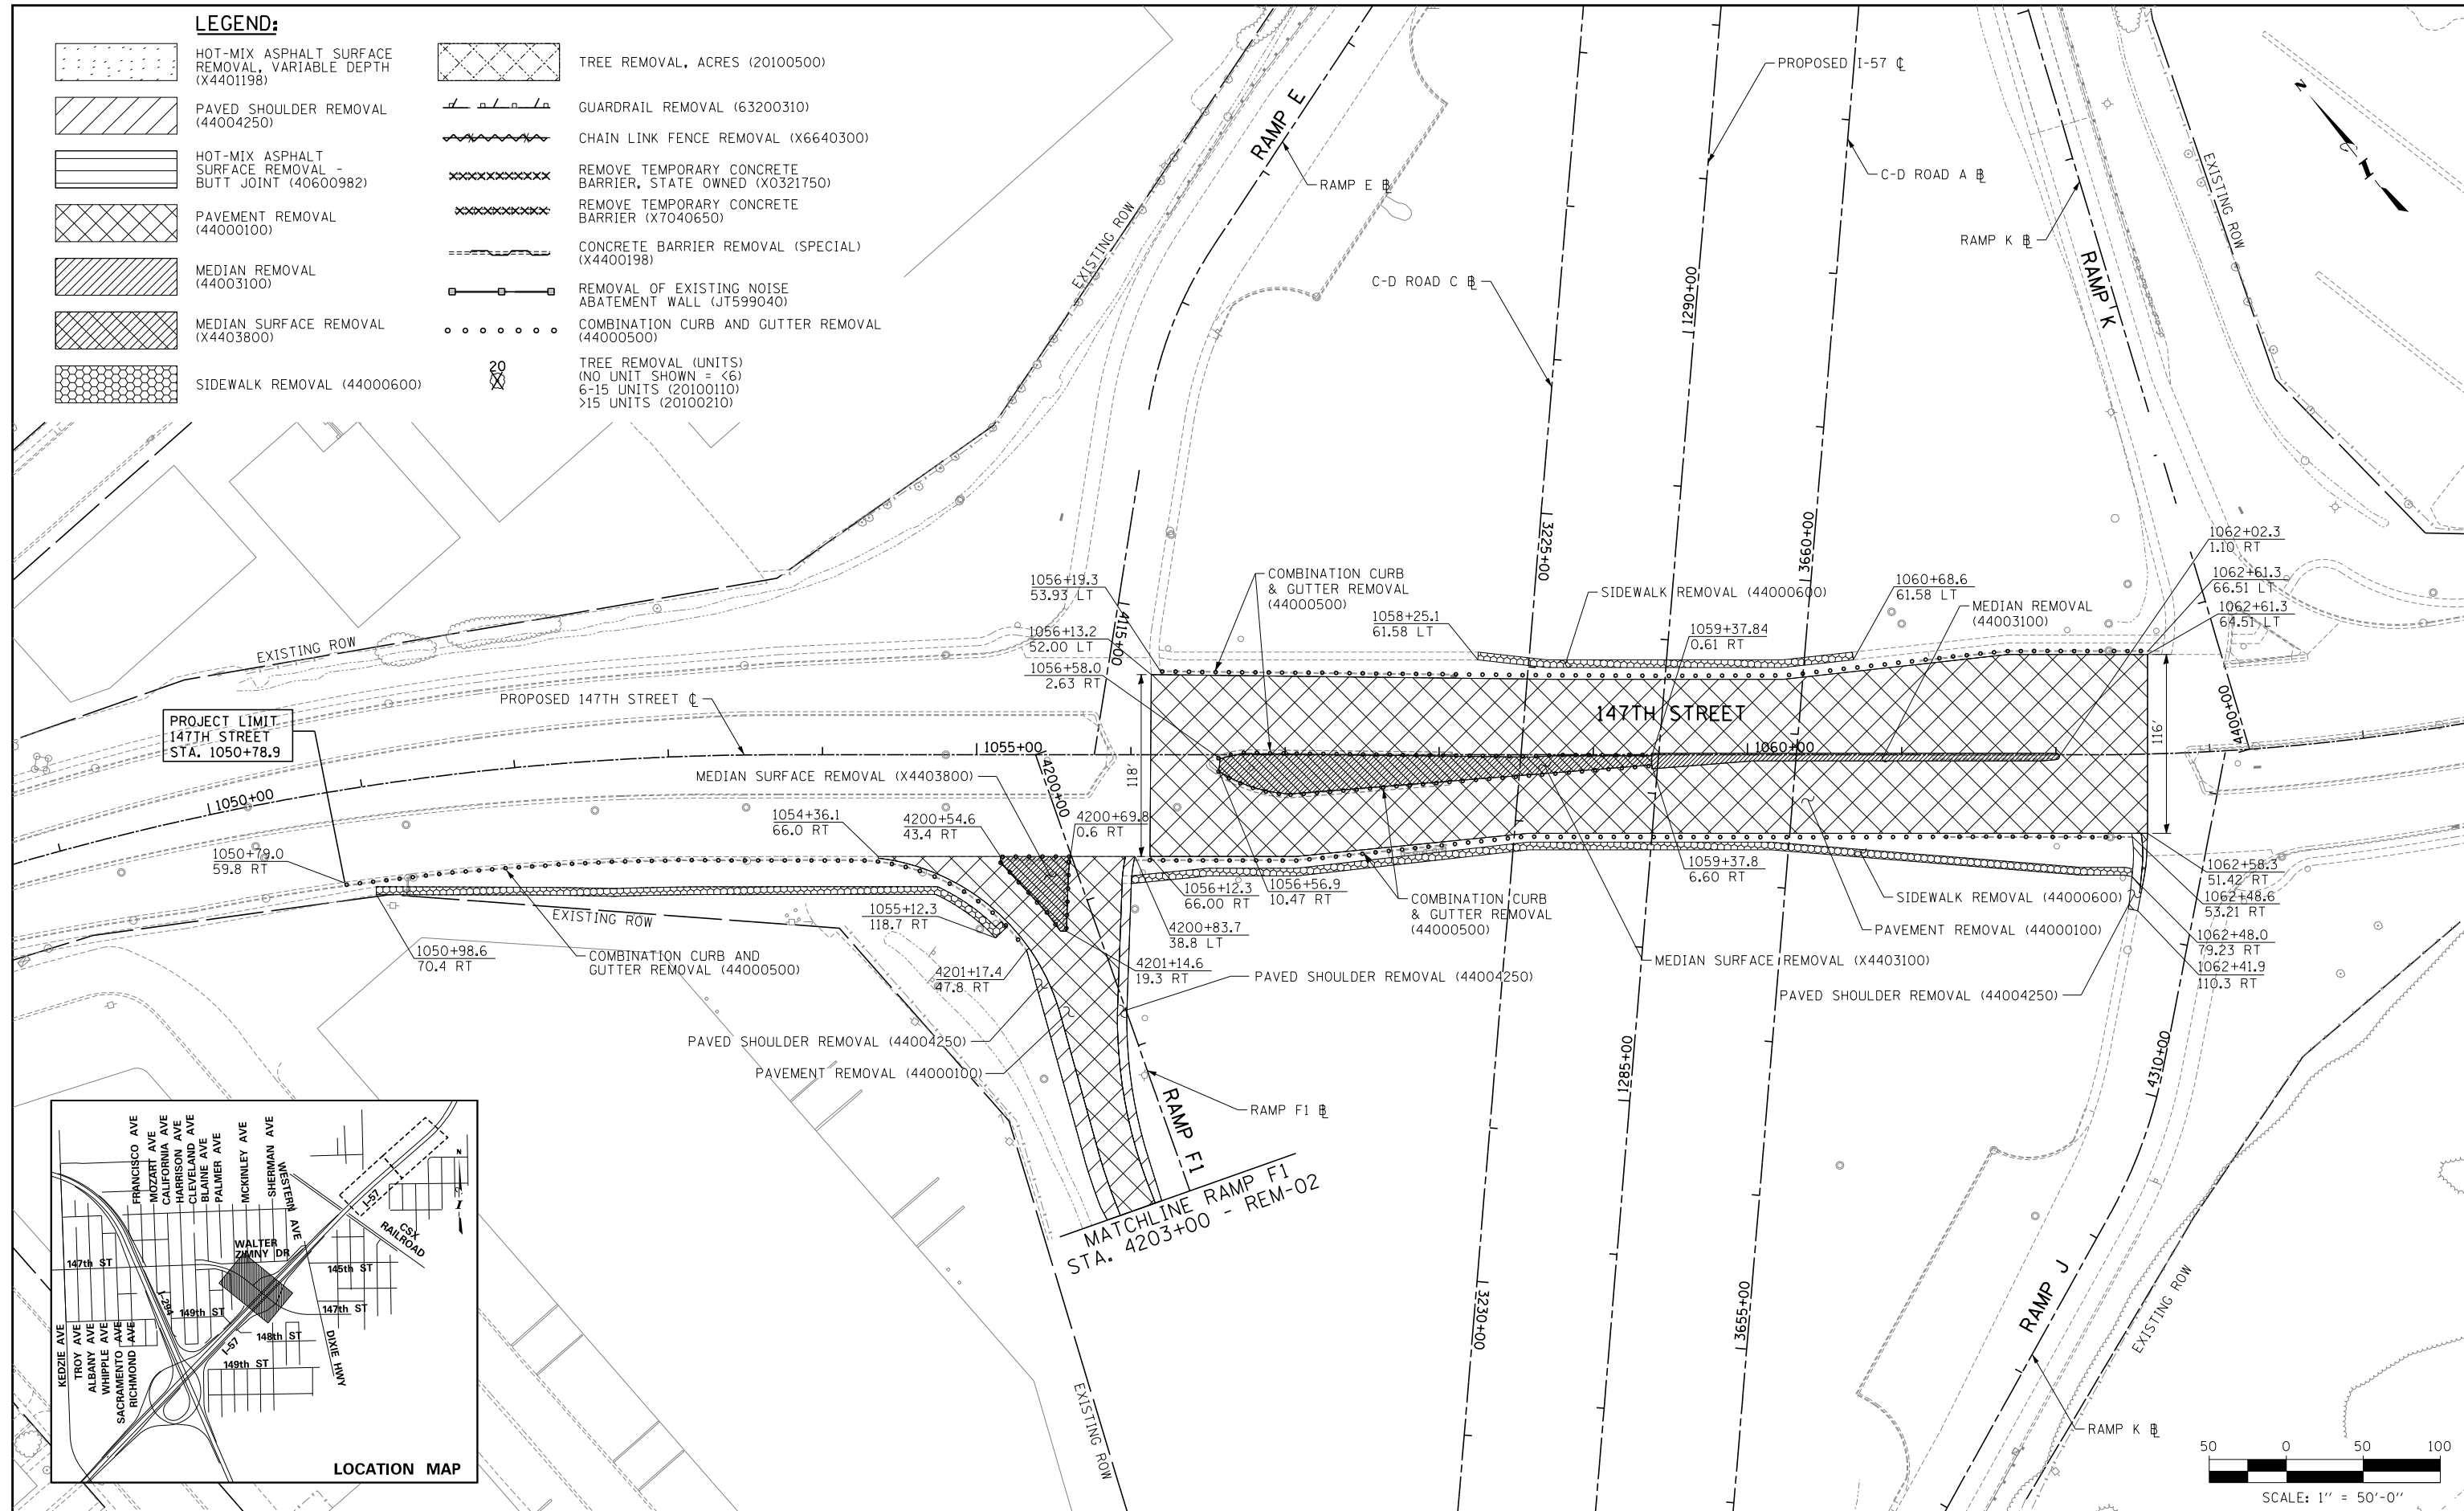 LEGEND:
HOT-MIX ASPHALT SURFACE
REMOVAL, VARIABLE DEPTH
(X4401198)
PAVED SHOULDER REMOVAL
(44004250)
HOT-MIX ASPHALT
SURFACE REMOVAL -
BUTT JOINT (40600982)
PAVEMENT REMOVAL
(44000100)
MEDIAN REMOVAL
(44003100)
MEDIAN SURFACE REMOVAL
(X4403800)
SIDEWALK REMOVAL (44000600)
TREE REMOVAL, ACRES (20100500)
GUARDRAIL REMOVAL (63200310)
CHAIN LINK FENCE REMOVAL (X6640300)
REMOVE TEMPORARY CONCRETE
BARRIER, STATE OWNED (X0321750)
REMOVE TEMPORARY CONCRETE
BARRIER (X7040650)
CONCRETE BARRIER REMOVAL (SPECIAL)
(X4400198)
REMOVAL OF EXISTING NOISE
ABATEMENT WALL (JT599040)
COMBINATION CURB AND GUTTER REMOVAL
(44000500)
20
TREE REMOVAL (UNITS)
(NO UNIT SHOWN = <6)
6-15 UNITS (20100110)
>15 UNITS (20100210)
RAMP E
RAMP E ℄
EXISTING ROW
PROPOSED I-57 ℄
C-D ROAD A ℄
C-D ROAD C ℄
RAMP K ℄
RAMP K
EXISTING ROW
N
1290+00
3225+00
3660+00
4415+00
1056+19.3
53.93 LT
1056+13.2
52.00 LT
1056+58.0
2.63 RT
COMBINATION CURB
& GUTTER REMOVAL
(44000500)
1058+25.1
61.58 LT
SIDEWALK REMOVAL (44000600)
1059+37.84
0.61 RT
1060+68.6
61.58 LT
MEDIAN REMOVAL
(44003100)
1062+02.3
1.10 RT
1062+61.3
66.51 LT
1062+61.3
64.51 LT
EXISTING ROW
PROPOSED 147TH STREET ℄
PROJECT LIMIT
147TH STREET
STA. 1050+78.9
147TH STREET
1050+00
1055+00
1060+00
4200+00
4400+00
118'
116'
MEDIAN SURFACE REMOVAL (X4403800)
1050+79.0
59.8 RT
1054+36.1
66.0 RT
4200+54.6
43.4 RT
4200+69.8
0.6 RT
1056+12.3
66.00 RT
1056+56.9
10.47 RT
1059+37.8
6.60 RT
1062+58.3
51.42 RT
1062+48.6
53.21 RT
1062+48.0
79.23 RT
1062+41.9
110.3 RT
1050+98.6
70.4 RT
EXISTING ROW
COMBINATION CURB AND
GUTTER REMOVAL (44000500)
1055+12.3
118.7 RT
4201+17.4
47.8 RT
4200+83.7
38.8 LT
4201+14.6
19.3 RT
COMBINATION CURB
& GUTTER REMOVAL
(44000500)
SIDEWALK REMOVAL (44000600)
PAVEMENT REMOVAL (44000100)
MEDIAN SURFACE REMOVAL (X4403100)
PAVED SHOULDER REMOVAL (44004250)
PAVED SHOULDER REMOVAL (44004250)
PAVED SHOULDER REMOVAL (44004250)
PAVEMENT REMOVAL (44000100)
1285+00
3230+00
3655+00
4310+00
RAMP F1 ℄
RAMP F1
MATCHLINE RAMP F1
STA. 4203+00 - REM-02
EXISTING ROW
RAMP J
RAMP K ℄
EXISTING ROW
FRANCISCO AVE
MOZART AVE
CALIFORNIA AVE
HARRISON AVE
CLEVELAND AVE
BLAINE AVE
PALMER AVE
MCKINLEY AVE
SHERMAN AVE
WESTERN AVE
I-57
N
CSX
RAILROAD
WALTER
ZIMNY DR
147th ST
145th ST
I-294
149th ST
147th ST
148th ST
I-57
149th ST
DIXIE HWY
KEDZIE AVE
TROY AVE
ALBANY AVE
WHIPPLE AVE
SACRAMENTO AVE
RICHMOND AVE
LOCATION MAP
50 0 50 100
SCALE: 1" = 50'-0"